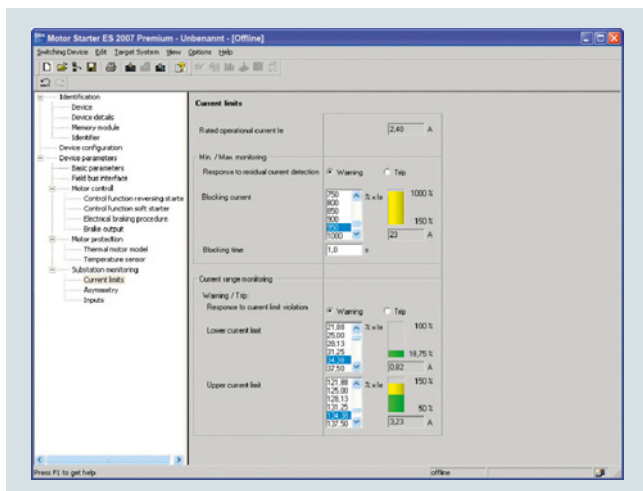 Motor Starter ES 2007 Premium - Unbenannt - [Offline]
Switching Device Edit Target System View Options Help
Identification
Device
Device details
Memory module
Identifier
Device configuration
Device parameters
Basic parameters
Field bus interface
Motor control
Control function reversing starte
Control function soft starter
Electrical braking procedure
Brake output
Motor protection
Thermal motor model
Temperature sensor
Substation monitoring
Current limits
Asymmetry
Inputs
Current limits
Rated operational current Ie 2,40 A
Min. / Max. monitoring
Response to residual current detection Warning Trip
Blocking current
750
800
850
900
950
1000
% x Ie
1000 %
150 %
23 A
Blocking time 1,0 s
Current range monitoring
Warning / Trip:
Response to current limit violation Warning Trip
Lower current limit
21,88
25,00
28,13
31,25
34,38
37,50
% x Ie
100 %
18,75 %
0,82 A
Upper current limit
121,88
125,00
128,13
131,25
134,38
137,50
% x Ie
150 %
50 %
3,23 A
Press F1 to get help
offline